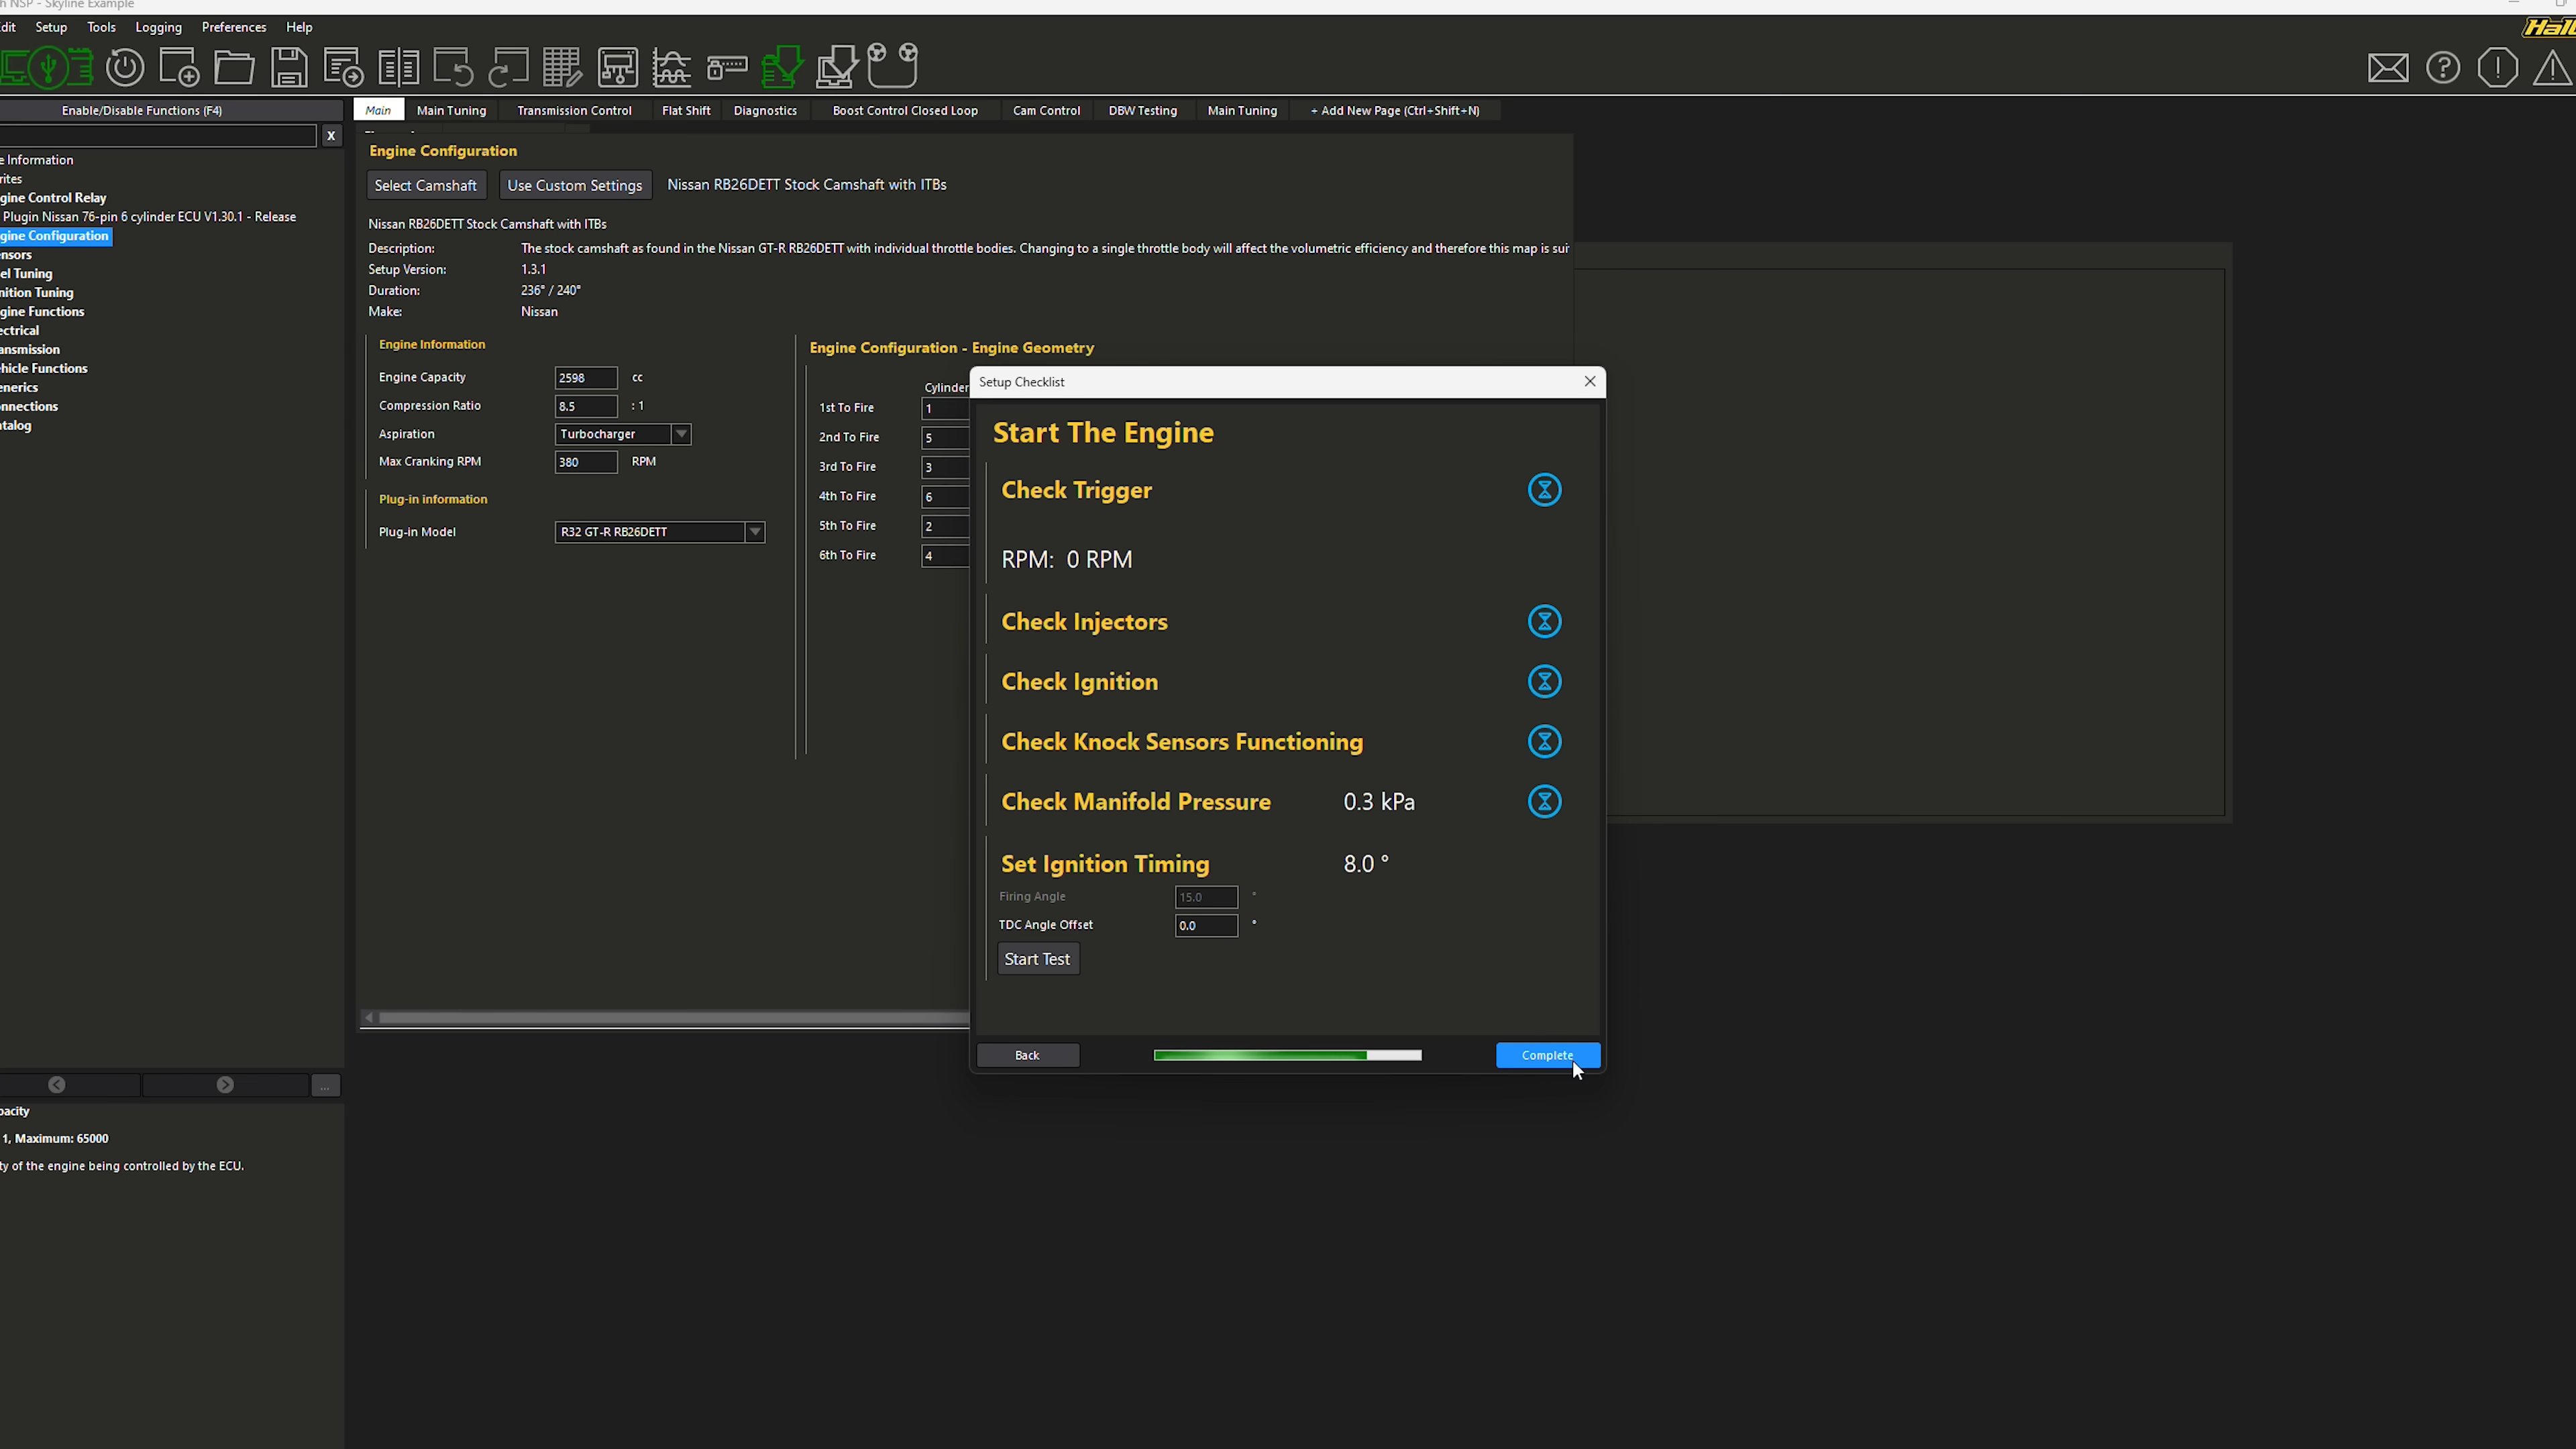 h NSP - Skyline Example
dit Setup Tools Logging Preferences Help
Hal
Enable/Disable Functions (F4)
Main Main Tuning Transmission Control Flat Shift Diagnostics Boost Control Closed Loop Cam Control DBW Testing Main Tuning + Add New Page (Ctrl+Shift+N)
X
e Information
rites
gine Control Relay
Plugin Nissan 76-pin 6 cylinder ECU V1.30.1 - Release
gine Configuration
ensors
el Tuning
nition Tuning
gine Functions
ectrical
ansmission
hicle Functions
enerics
onnections
atalog
...
pacity
1, Maximum: 65000
ty of the engine being controlled by the ECU.
Engine Configuration
Select Camshaft Use Custom Settings Nissan RB26DETT Stock Camshaft with ITBs
Nissan RB26DETT Stock Camshaft with ITBs
Description: The stock camshaft as found in the Nissan GT-R RB26DETT with individual throttle bodies. Changing to a single throttle body will affect the volumetric efficiency and therefore this map is sui
Setup Version: 1.3.1
Duration: 236° / 240°
Make: Nissan
Engine Information
Engine Capacity 2598 cc
Compression Ratio 8.5 : 1
Aspiration Turbocharger
Max Cranking RPM 380 RPM
Plug-in information
Plug-in Model R32 GT-R RB26DETT
Engine Configuration - Engine Geometry
Cylinder
1st To Fire 1
2nd To Fire 5
3rd To Fire 3
4th To Fire 6
5th To Fire 2
6th To Fire 4
Setup Checklist
Start The Engine
Check Trigger
RPM: 0 RPM
Check Injectors
Check Ignition
Check Knock Sensors Functioning
Check Manifold Pressure 0.3 kPa
Set Ignition Timing 8.0 °
Firing Angle 15.0 °
TDC Angle Offset 0.0 °
Start Test
Back Complete